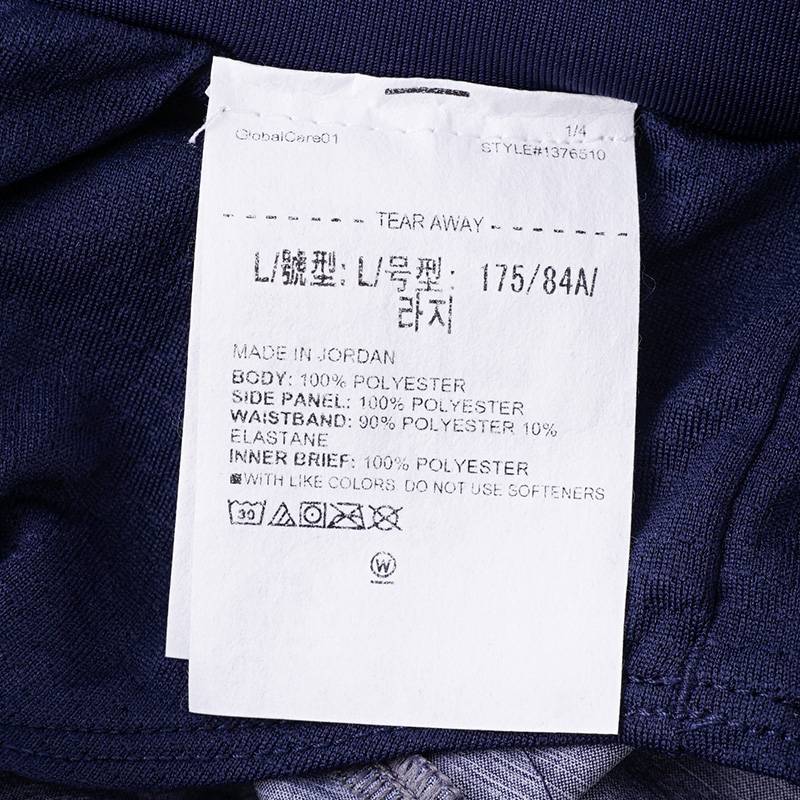 GlobalCare01
1/4
STYLE#1376510
TEAR AWAY
L/號型: L/号型: 175/84A/
라지
MADE IN JORDAN
BODY: 100% POLYESTER
SIDE PANEL: 100% POLYESTER
WAISTBAND: 90% POLYESTER 10%
ELASTANE
INNER BRIEF: 100% POLYESTER
WITH LIKE COLORS. DO NOT USE SOFTENERS
30
W